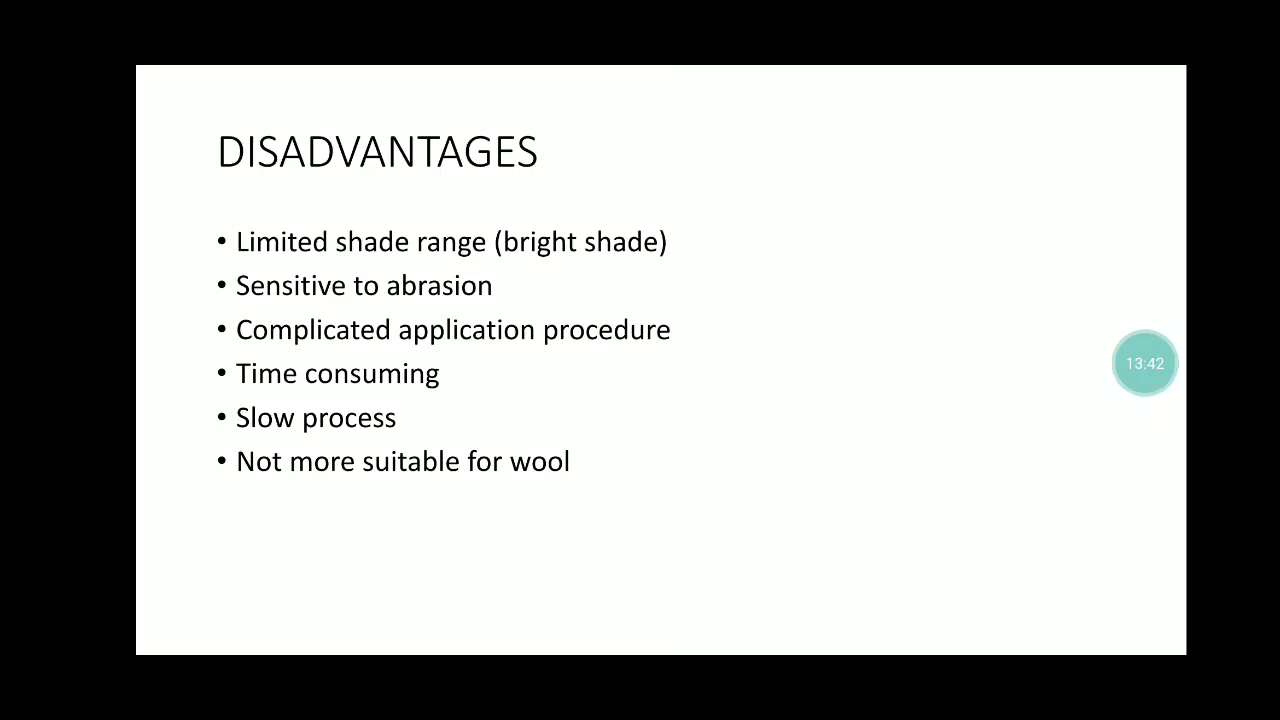 DISADVANTAGES
• Limited shade range (bright shade)
• Sensitive to abrasion
• Complicated application procedure
• Time consuming
• Slow process
• Not more suitable for wool
13:42